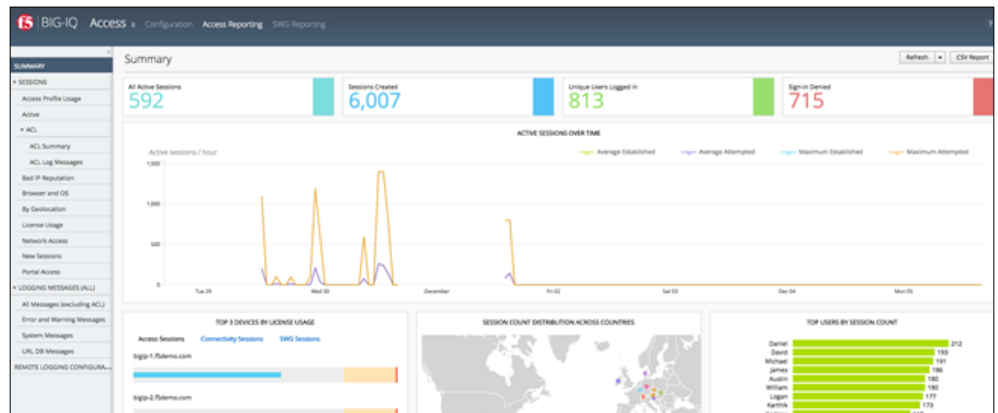 f5 BIG-IQ Access Configuration Access Reporting SWG Reporting
SUMMARY
SESSIONS
Access Profile Usage
Active
ACL
ACL Summary
ACL Log Messages
Bad IP Reputation
Browser and OS
By Geolocation
License Usage
Network Access
New Sessions
Portal Access
LOGGING MESSAGES (ALL)
All Messages (excluding ACL)
Error and Warning Messages
System Messages
URL DB Messages
REMOTE LOGGING CONFIGURA...
Summary
Refresh
CSV Report
All Active Sessions
592
Sessions Created
6,007
Unique Users Logged in
813
Sign-in Denied
715
ACTIVE SESSIONS OVER TIME
Active sessions / hour
Average Established
Average Attempted
Maximum Established
Maximum Attempted
1,500
1,000
500
0
Tue 29
Wed 30
December
Fri 02
Sat 03
Dec 04
Mon 05
TOP 3 DEVICES BY LICENSE USAGE
Access Sessions Connectivity Sessions SWG Sessions
bigip-1.f5demo.com
bigip-2.f5demo.com
SESSION COUNT DISTRIBUTION ACROSS COUNTRIES
TOP USERS BY SESSION COUNT
Daniel 212
David 193
Michael 191
James 186
Austin 180
William 180
Logan 177
Karthik 173